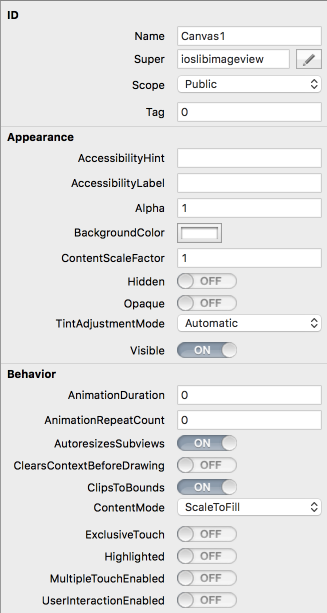 ID
Name Canvas1
Super ioslibimageview
Scope Public
Tag 0
Appearance
AccessibilityHint
AccessibilityLabel
Alpha 1
BackgroundColor
ContentScaleFactor 1
Hidden OFF
Opaque OFF
TintAdjustmentMode Automatic
Visible ON
Behavior
AnimationDuration 0
AnimationRepeatCount 0
AutoresizesSubviews ON
ClearsContextBeforeDrawing OFF
ClipsToBounds ON
ContentMode ScaleToFill
ExclusiveTouch OFF
Highlighted OFF
MultipleTouchEnabled OFF
UserInteractionEnabled OFF